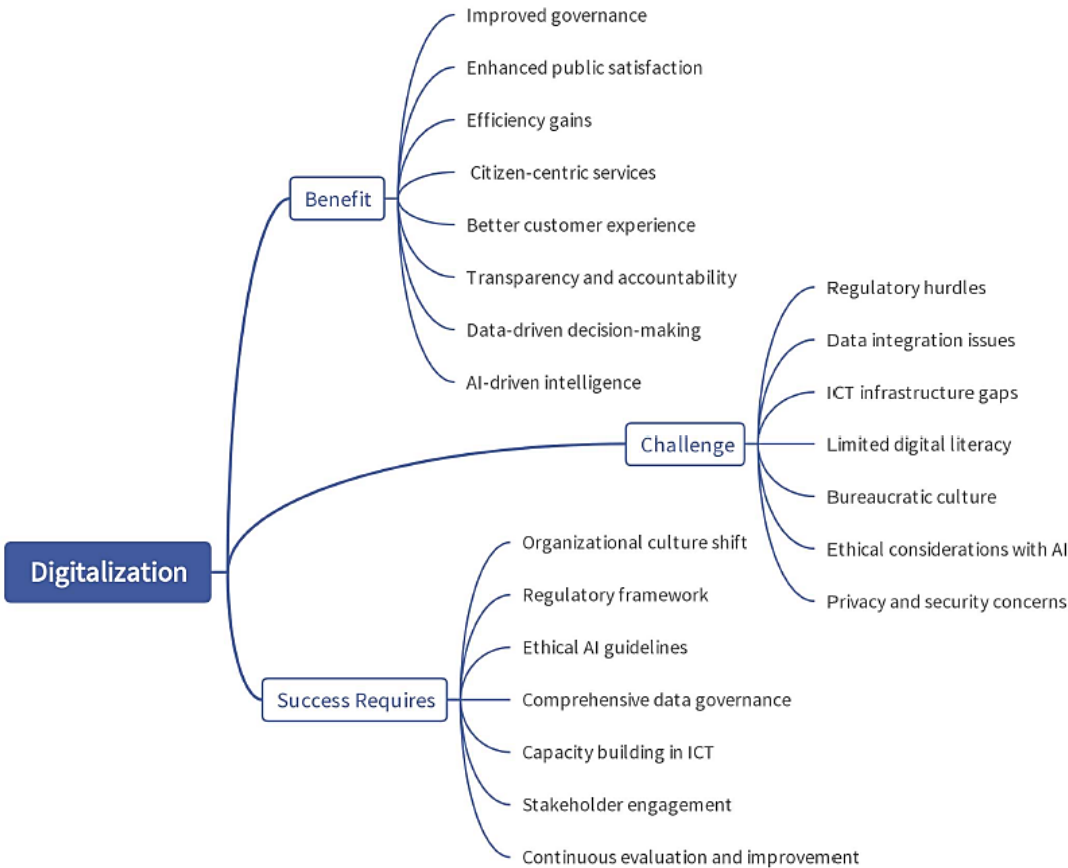 Digitalization
Benefit
Improved governance
Enhanced public satisfaction
Efficiency gains
Citizen-centric services
Better customer experience
Transparency and accountability
Data-driven decision-making
AI-driven intelligence
Challenge
Regulatory hurdles
Data integration issues
ICT infrastructure gaps
Limited digital literacy
Bureaucratic culture
Ethical considerations with AI
Privacy and security concerns
Success Requires
Organizational culture shift
Regulatory framework
Ethical AI guidelines
Comprehensive data governance
Capacity building in ICT
Stakeholder engagement
Continuous evaluation and improvement